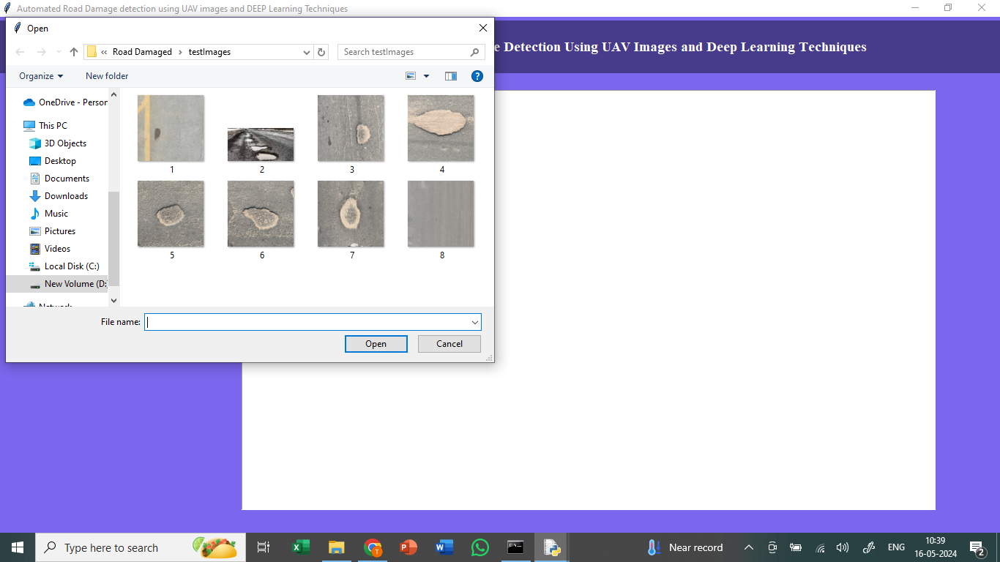 Automated Road Damage detection using UAV images and DEEP Learning Techniques
e Detection Using UAV Images and Deep Learning Techniques
Open
« Road Damaged > testImages
Search testImages
Organize
New folder
?
OneDrive - Person
This PC
3D Objects
Desktop
Documents
Downloads
Music
Pictures
Videos
Local Disk (C:)
New Volume (D:
Network
1
2
3
4
5
6
7
8
File name:
Open
Cancel
Type here to search
Near record
ENG
10:39
16-05-2024
2